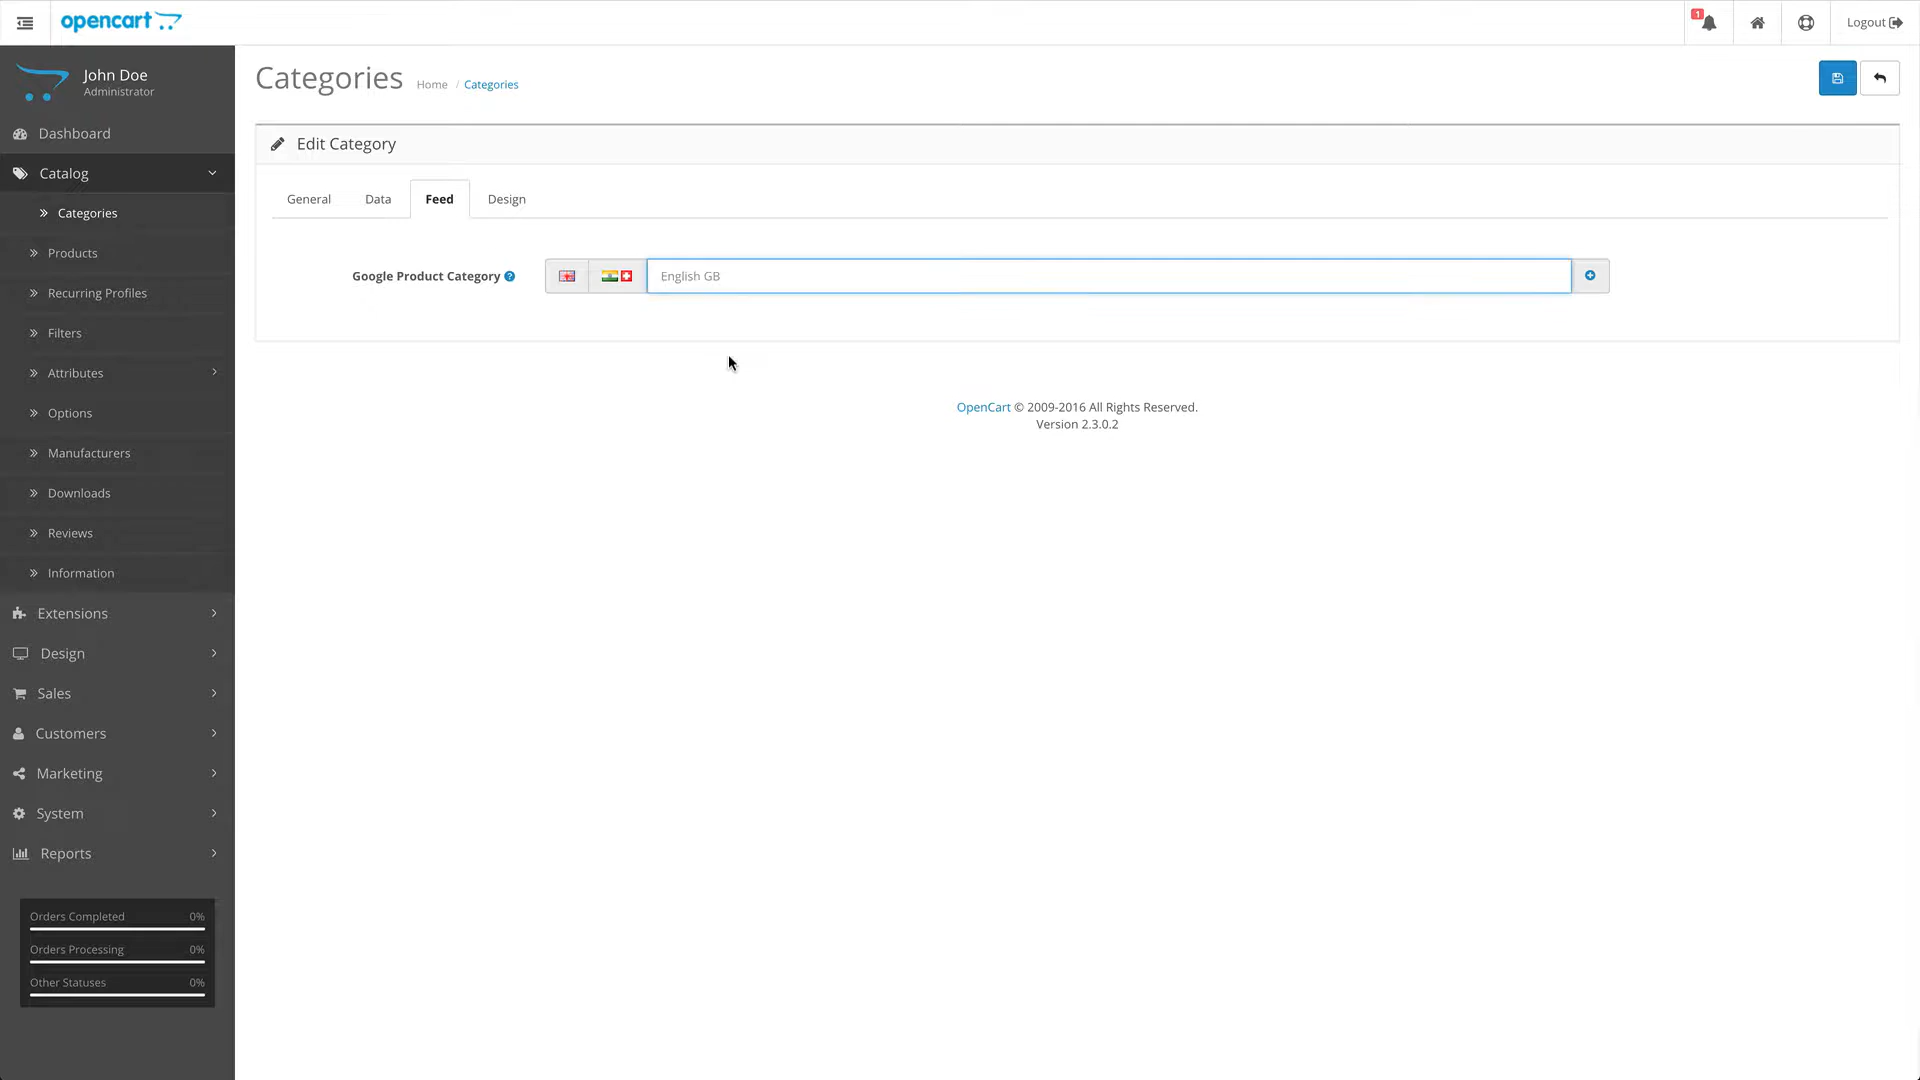 opencart
1
Logout
John Doe
Administrator
Categories
Home / Categories
Dashboard
Catalog
Categories
Products
Recurring Profiles
Filters
Attributes
Options
Manufacturers
Downloads
Reviews
Information
Extensions
Design
Sales
Customers
Marketing
System
Reports
Orders Completed 0%
Orders Processing 0%
Other Statuses 0%
Edit Category
General Data Feed Design
Google Product Category ? English GB
OpenCart © 2009-2016 All Rights Reserved.
Version 2.3.0.2